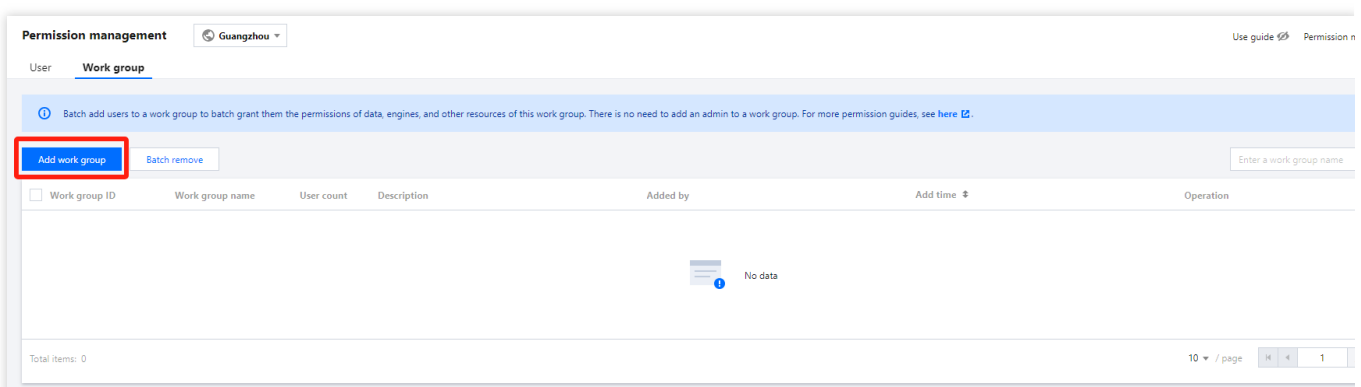 Permission management Guangzhou Use guide Permission
User Work group
Batch add users to a work group to batch grant them the permissions of data, engines, and other resources of this work group. There is no need to add an admin to a work group. For more permission guides, see here.
Add work group Batch remove Enter a work group name
Work group ID Work group name User count Description Added by Add time Operation
No data
Total items: 0 10 / page 1